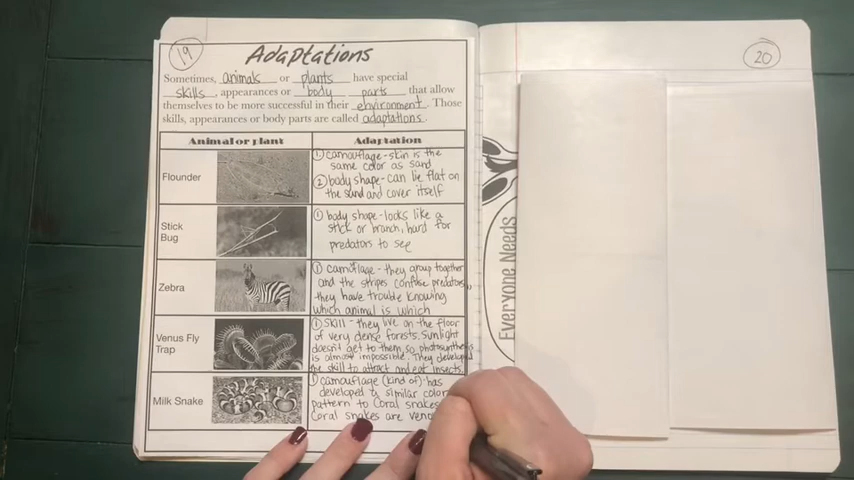 19
Adaptations
Sometimes, animals or plants have special
skills, appearances or body parts that allow
themselves to be more successful in their environment. Those
skills, appearances or body parts are called adaptations.
Animal or plant Adaptation
Flounder
① camouflage - skin is the
same color as sand
② body shape - can lie flat on
the sand and cover itself
Stick
Bug
① body shape - looks like a
stick or branch, hard for
predators to see
Zebra
① camouflage - they group together
and the stripes confuse predators,
they have trouble knowing
which animal is which
Venus Fly
Trap
① Skill - they live on the floor
of very dense forests. Sunlight
doesn't get to them so photosynthesis
is almost impossible. They developed
the skill to attract and eat insects.
Milk Snake
① camouflage (kind of) - has
developed a similar color
pattern to Coral snakes
Coral snakes are
20
Everyone Needs